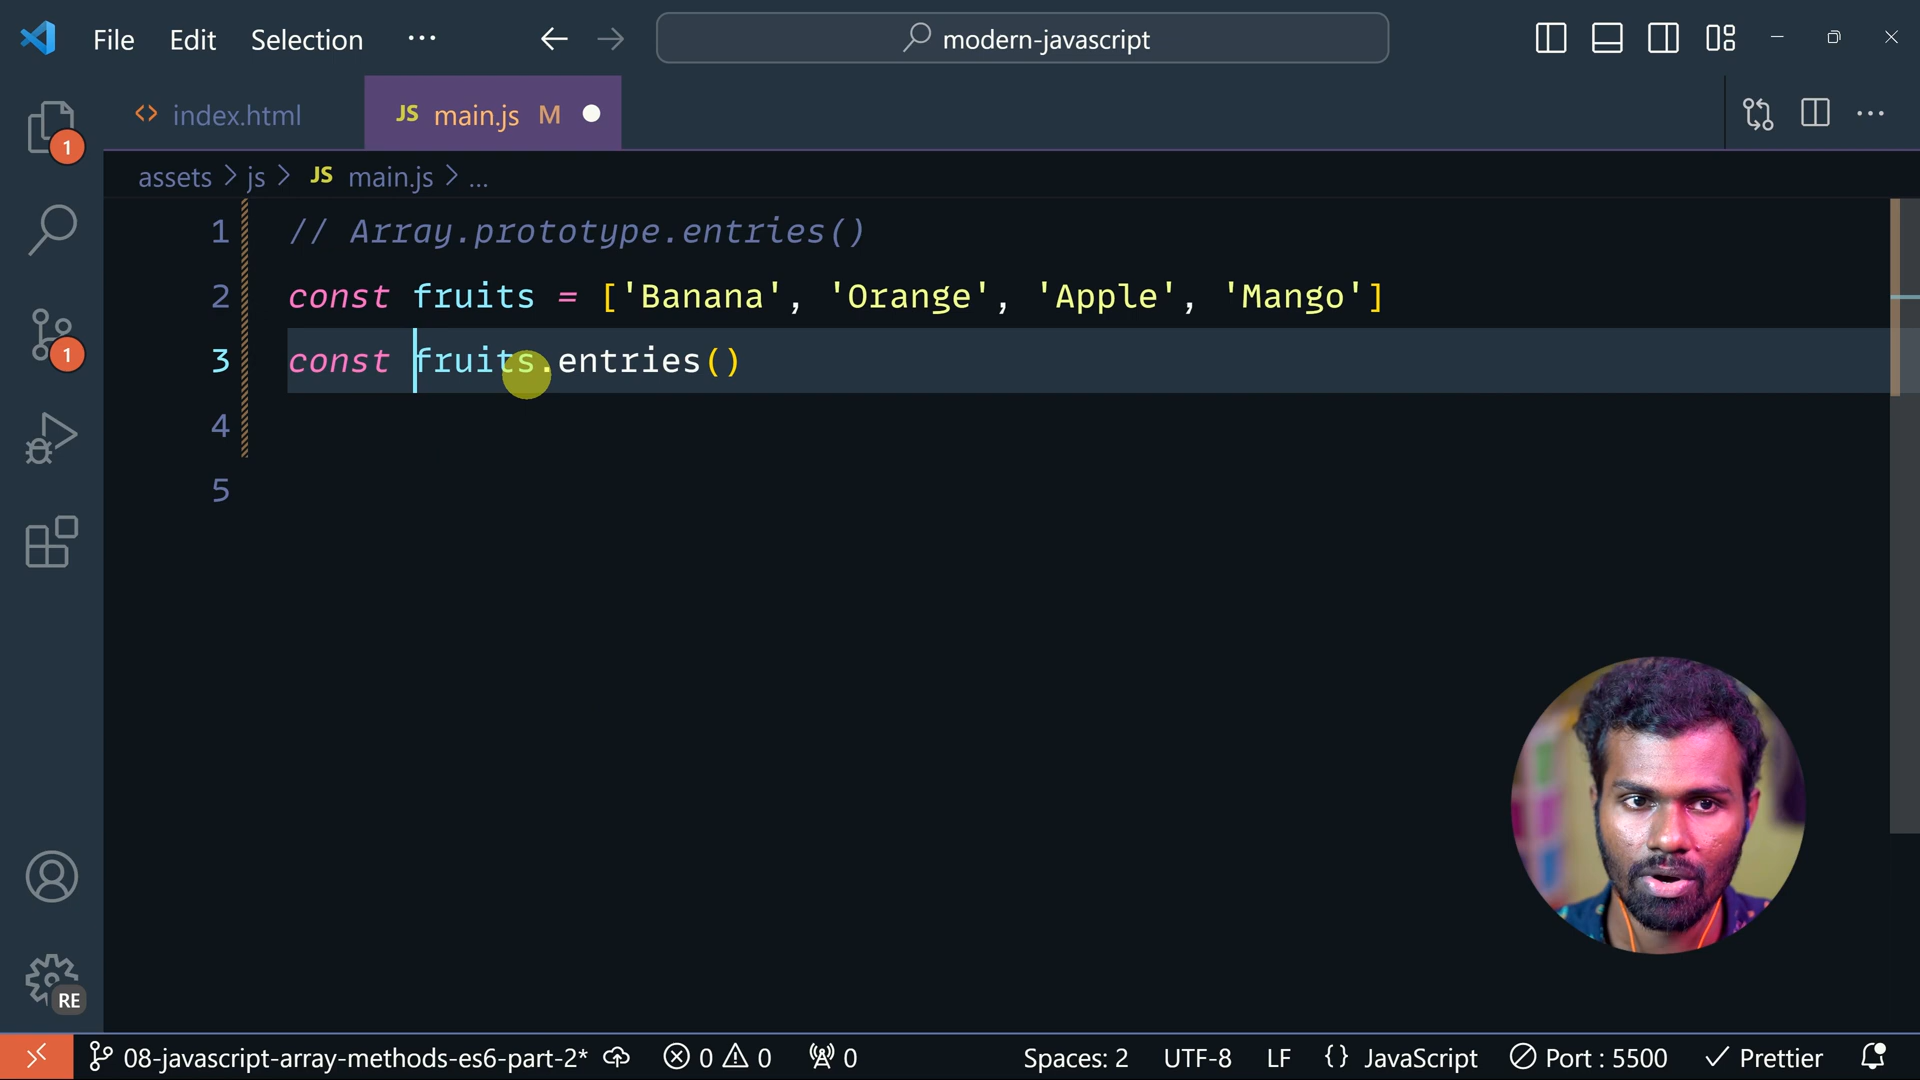 File Edit Selection ···
modern-javascript
index.html
JS main.js M
assets > js > JS main.js > ...
1
1 // Array.prototype.entries()
2 const fruits = ['Banana', 'Orange', 'Apple', 'Mango']
3 const fruits.entries()
4
5
1
RE
08-javascript-array-methods-es6-part-2* 0 0 0 Spaces: 2 UTF-8 LF {} JavaScript Port : 5500 Prettier